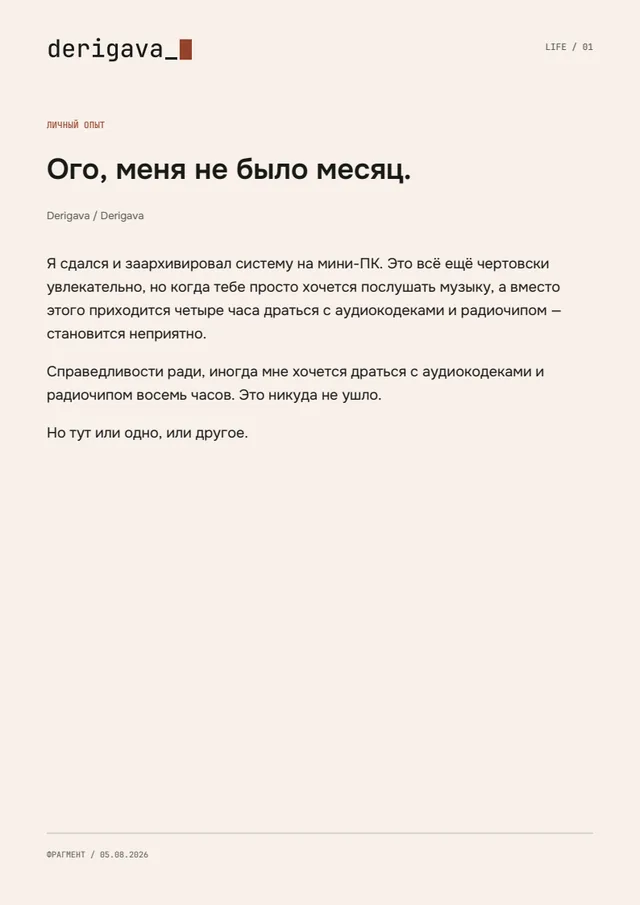 derigava_
LIFE / 01
ЛИЧНЫЙ ОПЫТ
Ого, меня не было месяц.
Derigava / Derigava
Я сдался и заархивировал систему на мини-ПК. Это всё ещё чертовски
увлекательно, но когда тебе просто хочется послушать музыку, а вместо
этого приходится четыре часа драться с аудиокодеками и радиочипом —
становится неприятно.
Справедливости ради, иногда мне хочется драться с аудиокодеками и
радиочипом восемь часов. Это никуда не ушло.
Но тут или одно, или другое.
ФРАГМЕНТ / 05.08.2026